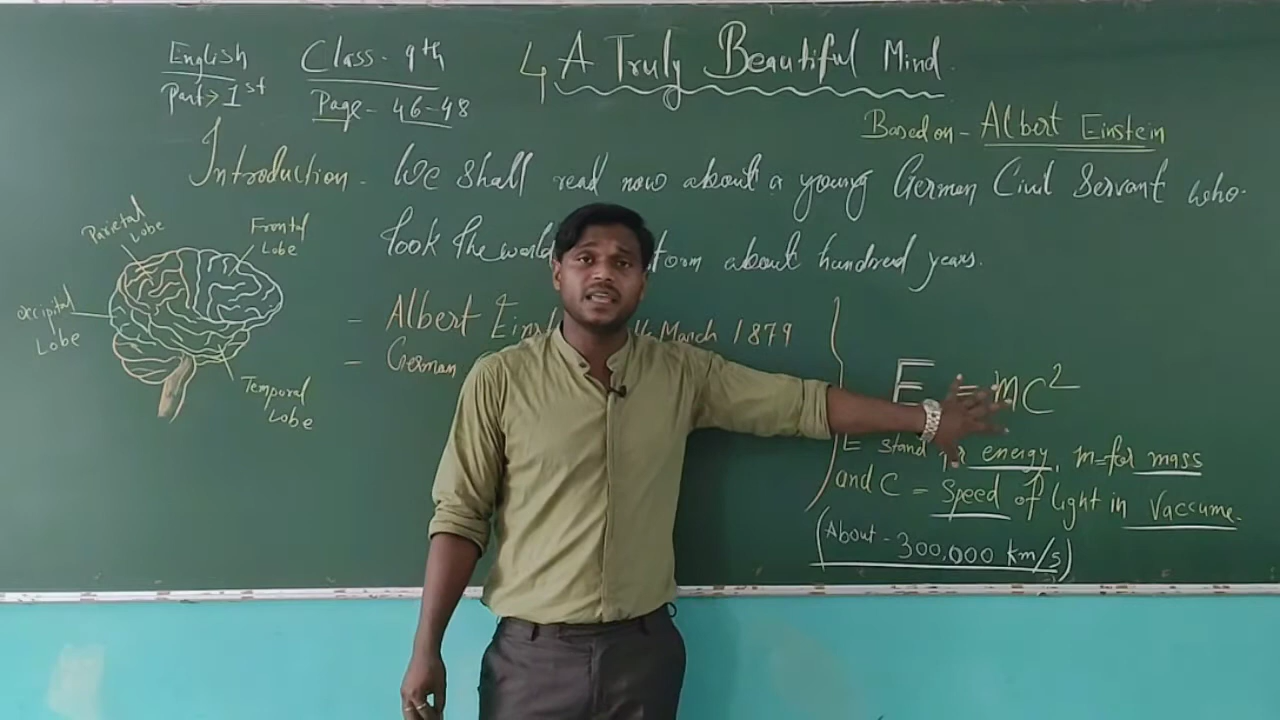 English
Part > 1st
Class - 9th
Page - 46-48
4 A Truly Beautiful Mind.
Based on - Albert Einstein
Introduction - We shall read now about a young German Civil Servant who
took the world about hundred years.
Parietal
Lobe
Frontal
Lobe
occipital
Lobe
Temporal
Lobe
- Albert March 1879
- German
E = mc2
E stand energy, m=for mass
and C = Speed of light in Vaccume.
(About - 300,000 km/s)